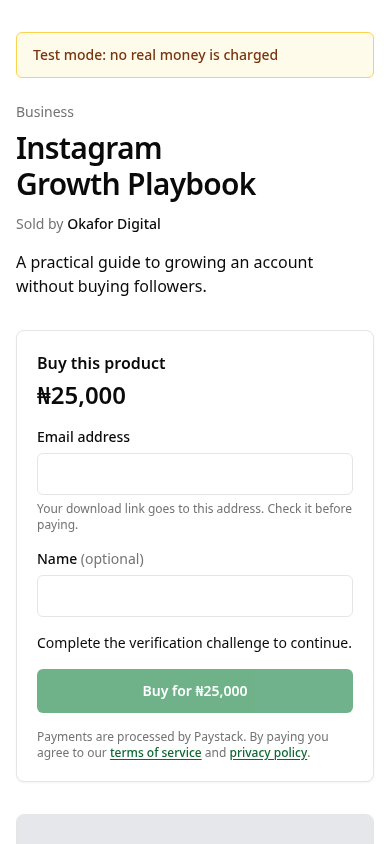 Test mode: no real money is charged
Business
Instagram
Growth Playbook
Sold by Okafor Digital
A practical guide to growing an account
without buying followers.
Buy this product
₦25,000
Email address
Your download link goes to this address. Check it before
paying.
Name (optional)
Complete the verification challenge to continue.
Buy for ₦25,000
Payments are processed by Paystack. By paying you
agree to our terms of service and privacy policy.